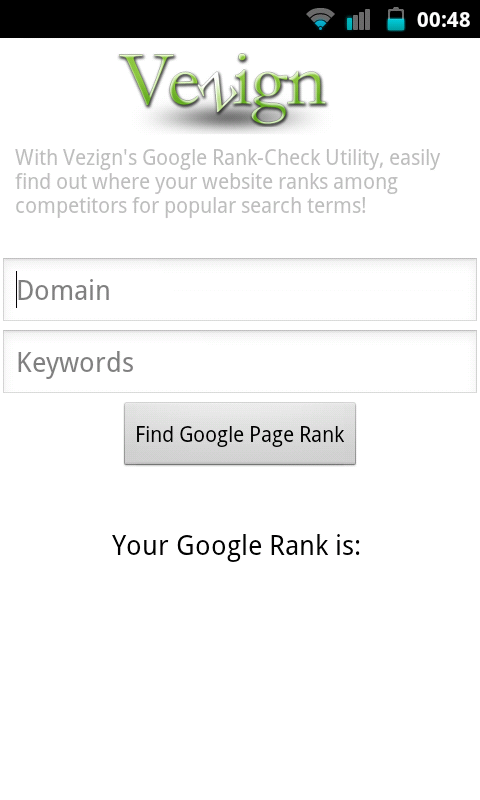 00:48
Vezign
With Vezign's Google Rank-Check Utility, easily
find out where your website ranks among
competitors for popular search terms!
Domain
Keywords
Find Google Page Rank
Your Google Rank is: